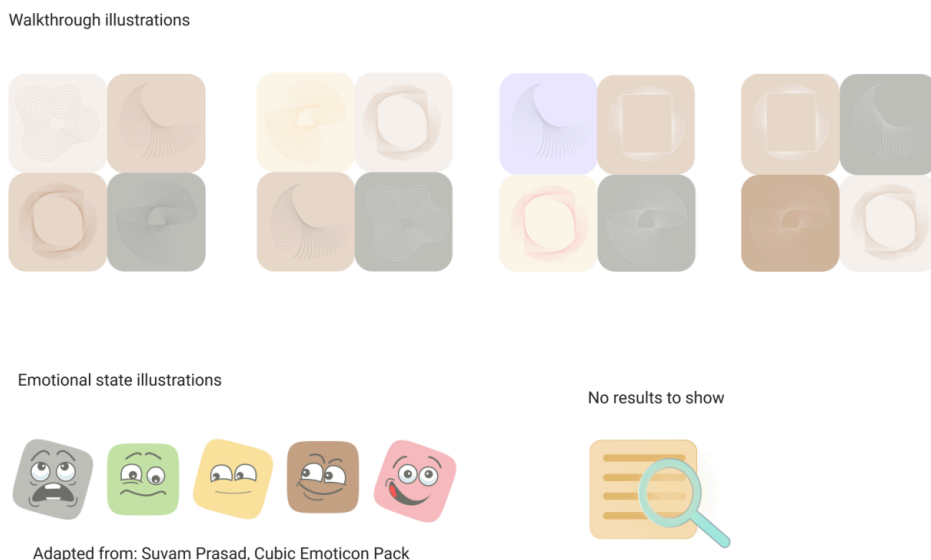 Walkthrough illustrations
Emotional state illustrations
No results to show
Adapted from: Suvam Prasad, Cubic Emoticon Pack